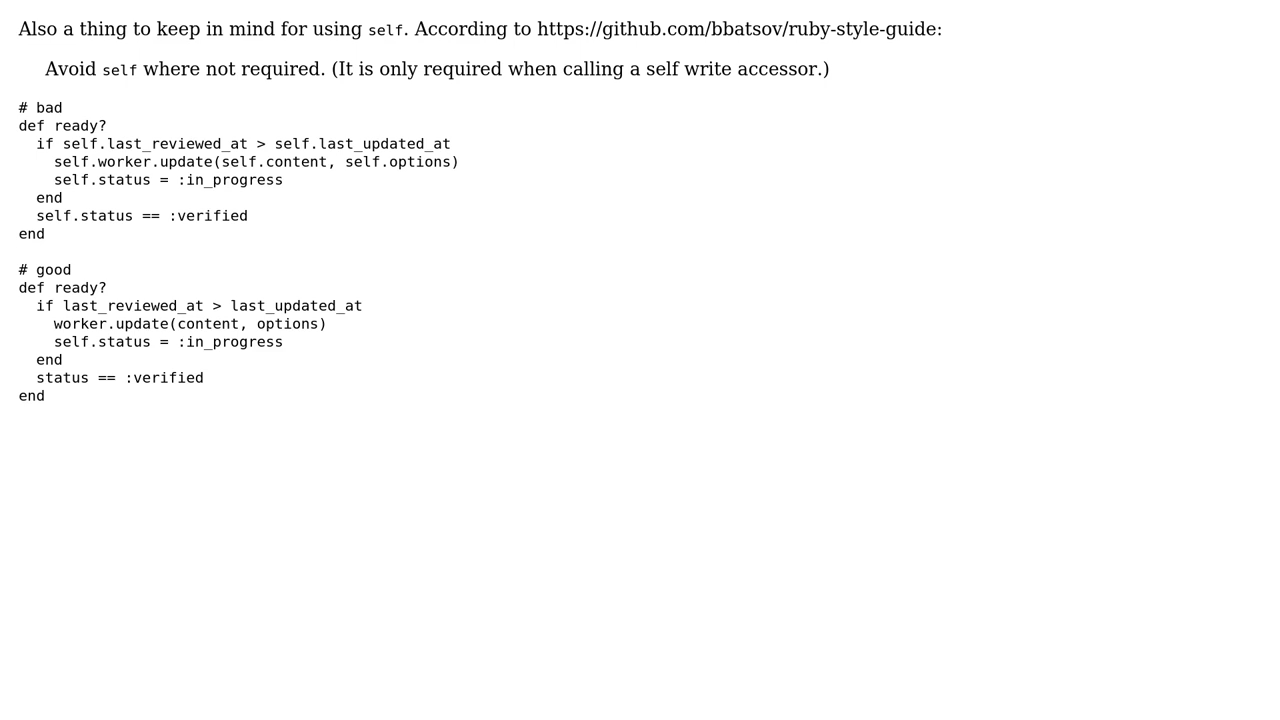 Also a thing to keep in mind for using self. According to https://github.com/bbatsov/ruby-style-guide:
Avoid self where not required. (It is only required when calling a self write accessor.)
# bad
def ready?
  if self.last_reviewed_at > self.last_updated_at
    self.worker.update(self.content, self.options)
    self.status = :in_progress
  end
  self.status == :verified
end

# good
def ready?
  if last_reviewed_at > last_updated_at
    worker.update(content, options)
    self.status = :in_progress
  end
  status == :verified
end